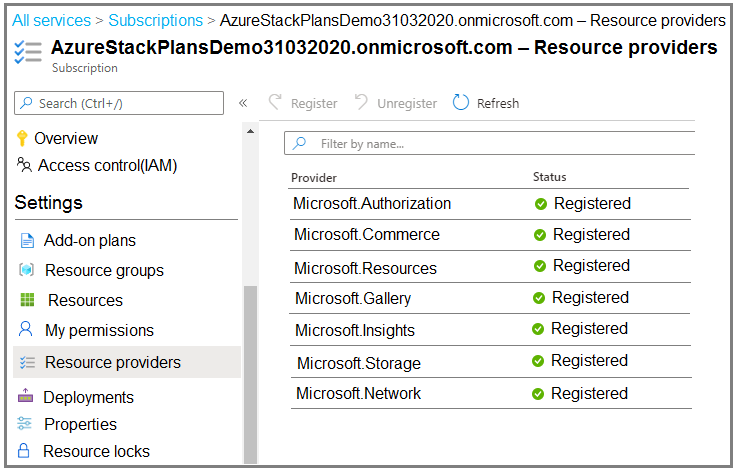 All services > Subscriptions > AzureStackPlansDemo31032020.onmicrosoft.com – Resource providers
AzureStackPlansDemo31032020.onmicrosoft.com – Resource providers
Subscription
Search (Ctrl+/)
«
Register
Unregister
Refresh
Overview
Access control(IAM)
Settings
Add-on plans
Resource groups
Resources
My permissions
Resource providers
Deployments
Properties
Resource locks
Filter by name...
Provider Status
Microsoft.Authorization Registered
Microsoft.Commerce Registered
Microsoft.Resources Registered
Microsoft.Gallery Registered
Microsoft.Insights Registered
Microsoft.Storage Registered
Microsoft.Network Registered